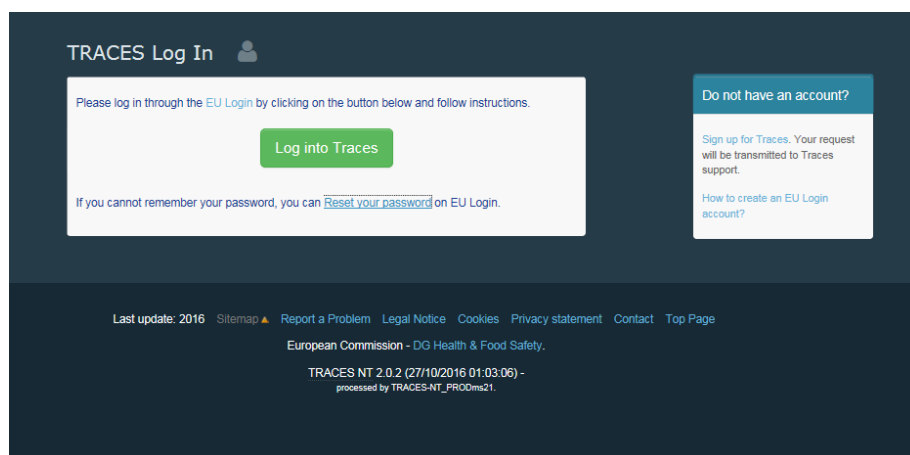 TRACES Log In
Please log in through the EU Login by clicking on the button below and follow instructions.
Log into Traces
If you cannot remember your password, you can Reset your password on EU Login.
Do not have an account?
Sign up for Traces. Your request
will be transmitted to Traces
support.
How to create an EU Login
account?
Last update: 2016 Sitemap Report a Problem Legal Notice Cookies Privacy statement Contact Top Page
European Commission - DG Health & Food Safety.
TRACES NT 2.0.2 (27/10/2016 01:03:06) -
processed by TRACES-NT_PRODms21.